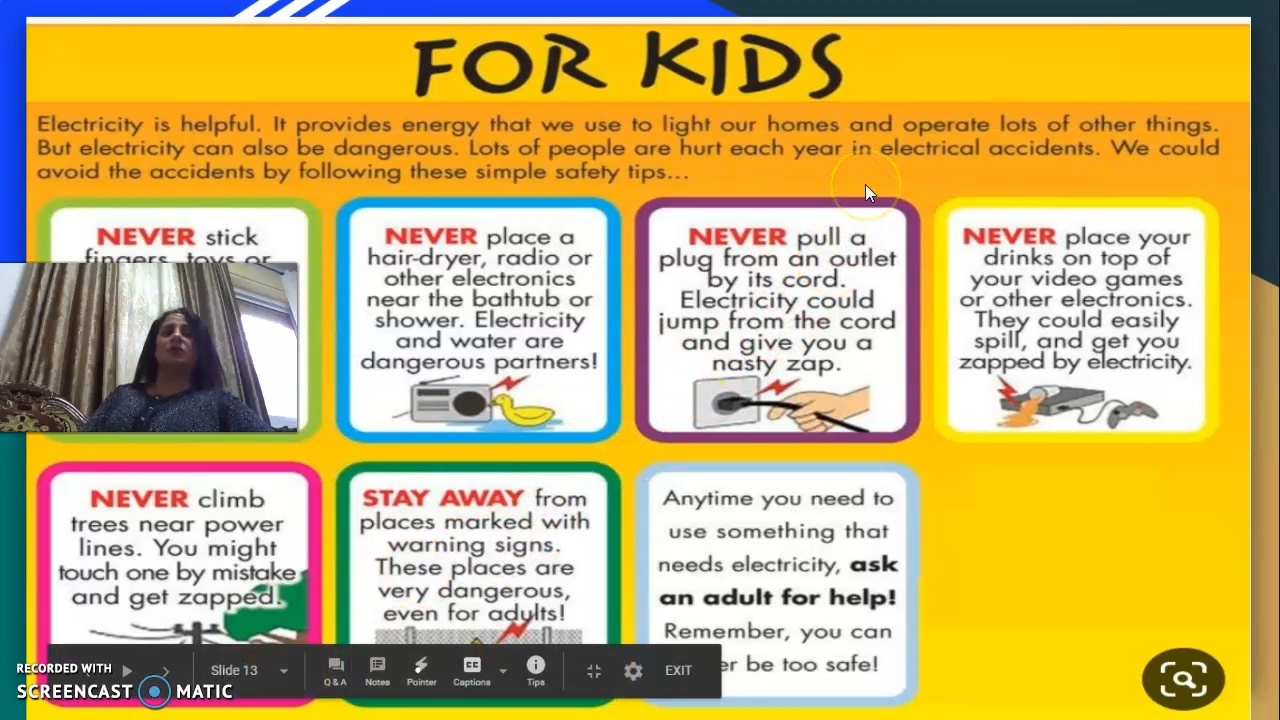 FOR KIDS
Electricity is helpful. It provides energy that we use to light our homes and operate lots of other things.
But electricity can also be dangerous. Lots of people are hurt each year in electrical accidents. We could
avoid the accidents by following these simple safety tips...
NEVER stick
fingers, toys or
NEVER place a
hair-dryer, radio or
other electronics
near the bathtub or
shower. Electricity
and water are
dangerous partners!
NEVER pull a
plug from an outlet
by its cord.
Electricity could
jump from the cord
and give you a
nasty zap.
NEVER place your
drinks on top of
your video games
or other electronics.
They could easily
spill, and get you
zapped by electricity.
NEVER climb
trees near power
lines. You might
touch one by mistake
and get zapped.
STAY AWAY from
places marked with
warning signs.
These places are
very dangerous,
even for adults!
Anytime you need to
use something that
needs electricity, ask
an adult for help!
Remember, you can
be too safe!
Slide 13
Q & A
Notes
Pointer
CC
Captions
Tips
EXIT
RECORDED WITH
SCREENCAST MATIC